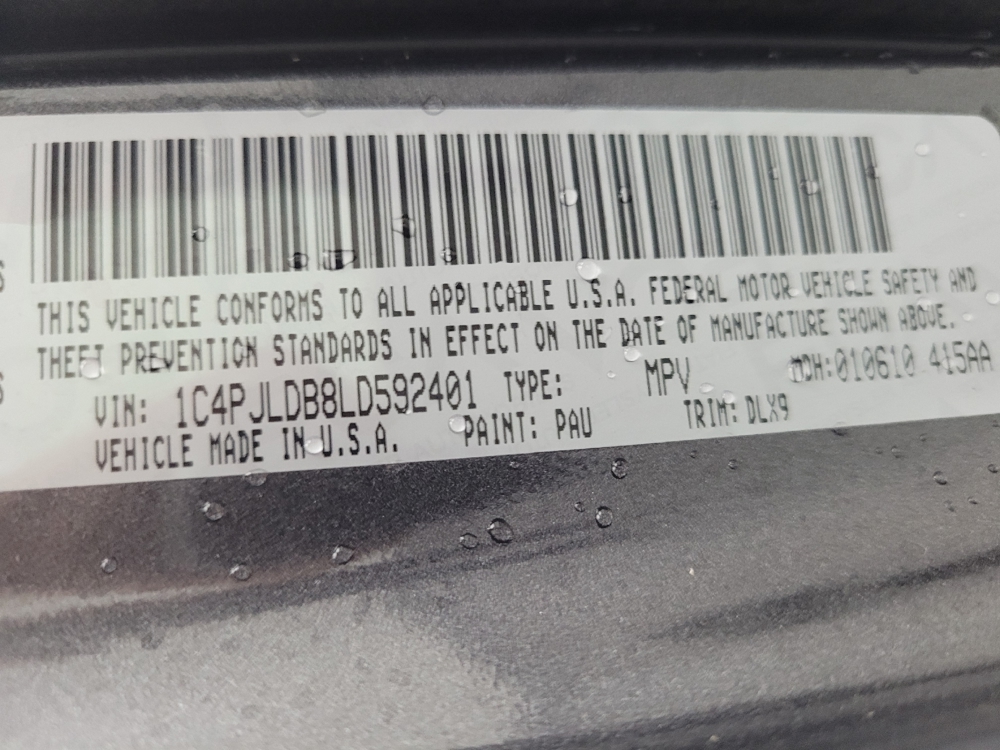 THIS VEHICLE CONFORMS TO ALL APPLICABLE U.S.A. FEDERAL MOTOR VEHICLE SAFETY AND
THEFT PREVENTION STANDARDS IN EFFECT ON THE DATE OF MANUFACTURE SHOWN ABOVE.
VIN: 1C4PJLDB8LD592401 TYPE: MPV MDH:010610 415AA
VEHICLE MADE IN U.S.A. PAINT: PAU TRIM: DLX9